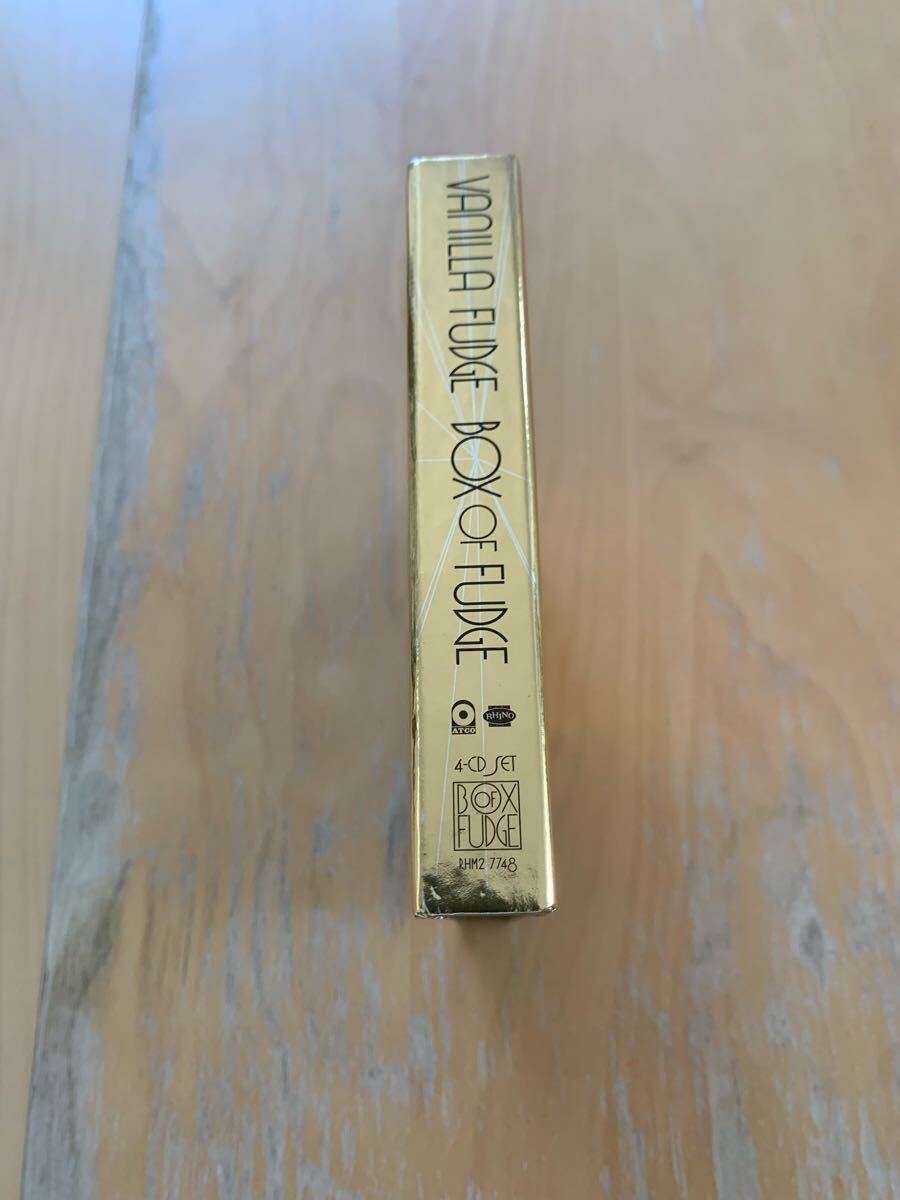 VANILLA FUDGE BOX OF FUDGE
ATCO
RHINO
4-CD SET
BOX OF
FUDGE
RHM2 7748